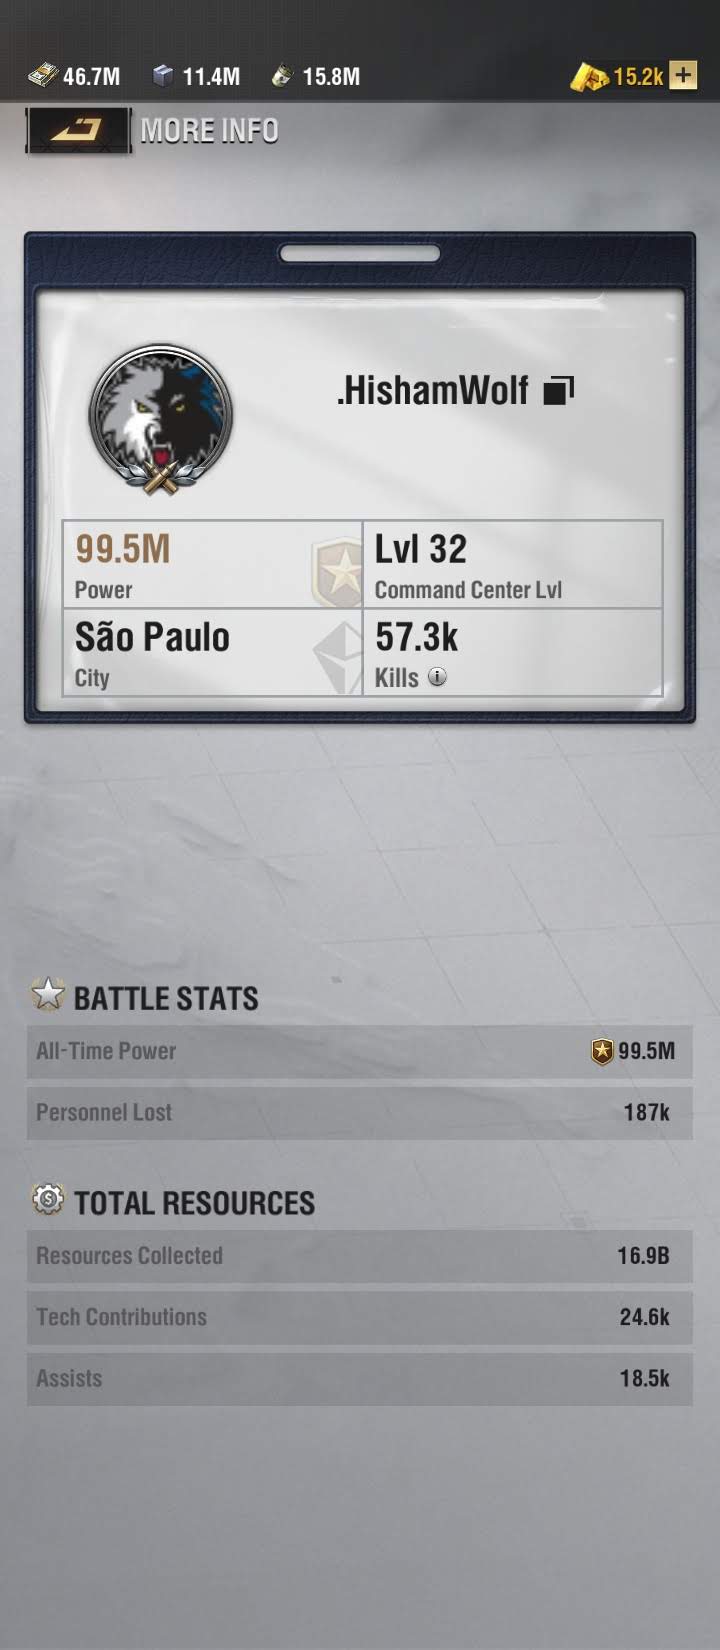 46.7M 11.4M 15.8M 15.2k +
MORE INFO
.HishamWolf
99.5M Lvl 32
Power Command Center Lvl
São Paulo 57.3k
City Kills i
BATTLE STATS
All-Time Power 99.5M
Personnel Lost 187k
$ TOTAL RESOURCES
Resources Collected 16.9B
Tech Contributions 24.6k
Assists 18.5k